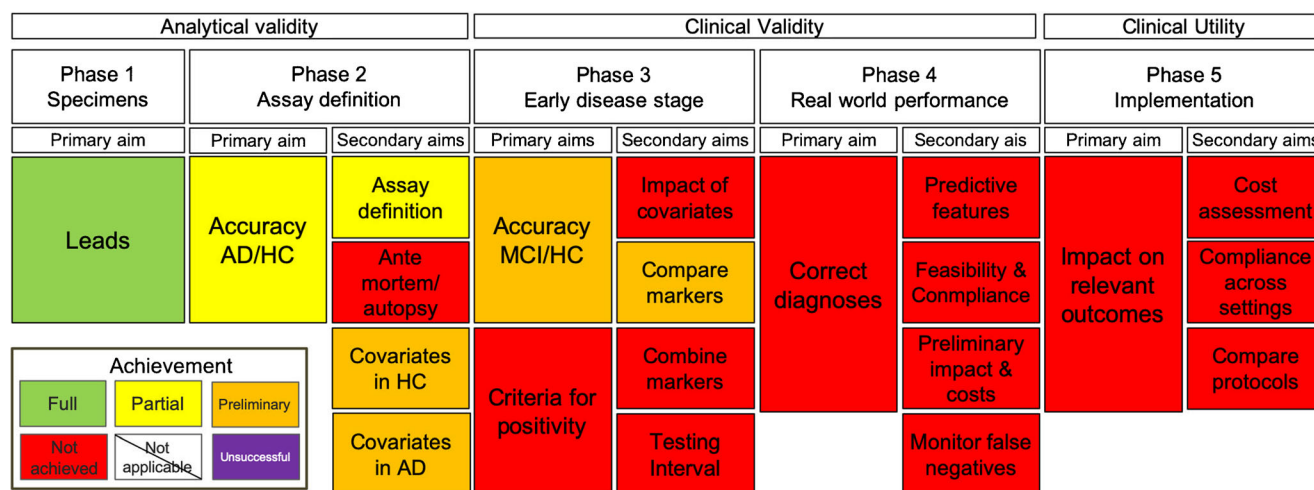 Analytical validity
Clinical Validity
Clinical Utility
Phase 1
Specimens
Phase 2
Assay definition
Phase 3
Early disease stage
Phase 4
Real world performance
Phase 5
Implementation
Primary aim
Primary aim
Secondary aims
Primary aims
Secondary aims
Primary aim
Secondary ais
Primary aim
Secondary aims
Leads
Accuracy
AD/HC
Assay
definition
Ante
mortem/
autopsy
Covariates
in HC
Covariates
in AD
Accuracy
MCI/HC
Criteria for
positivity
Impact of
covariates
Compare
markers
Combine
markers
Testing
Interval
Correct
diagnoses
Predictive
features
Feasibility &
Conmpliance
Preliminary
impact &
costs
Monitor false
negatives
Impact on
relevant
outcomes
Cost
assessment
Compliance
across
settings
Compare
protocols
Achievement
Full
Partial
Preliminary
Not
achieved
Not
applicable
Unsuccessful